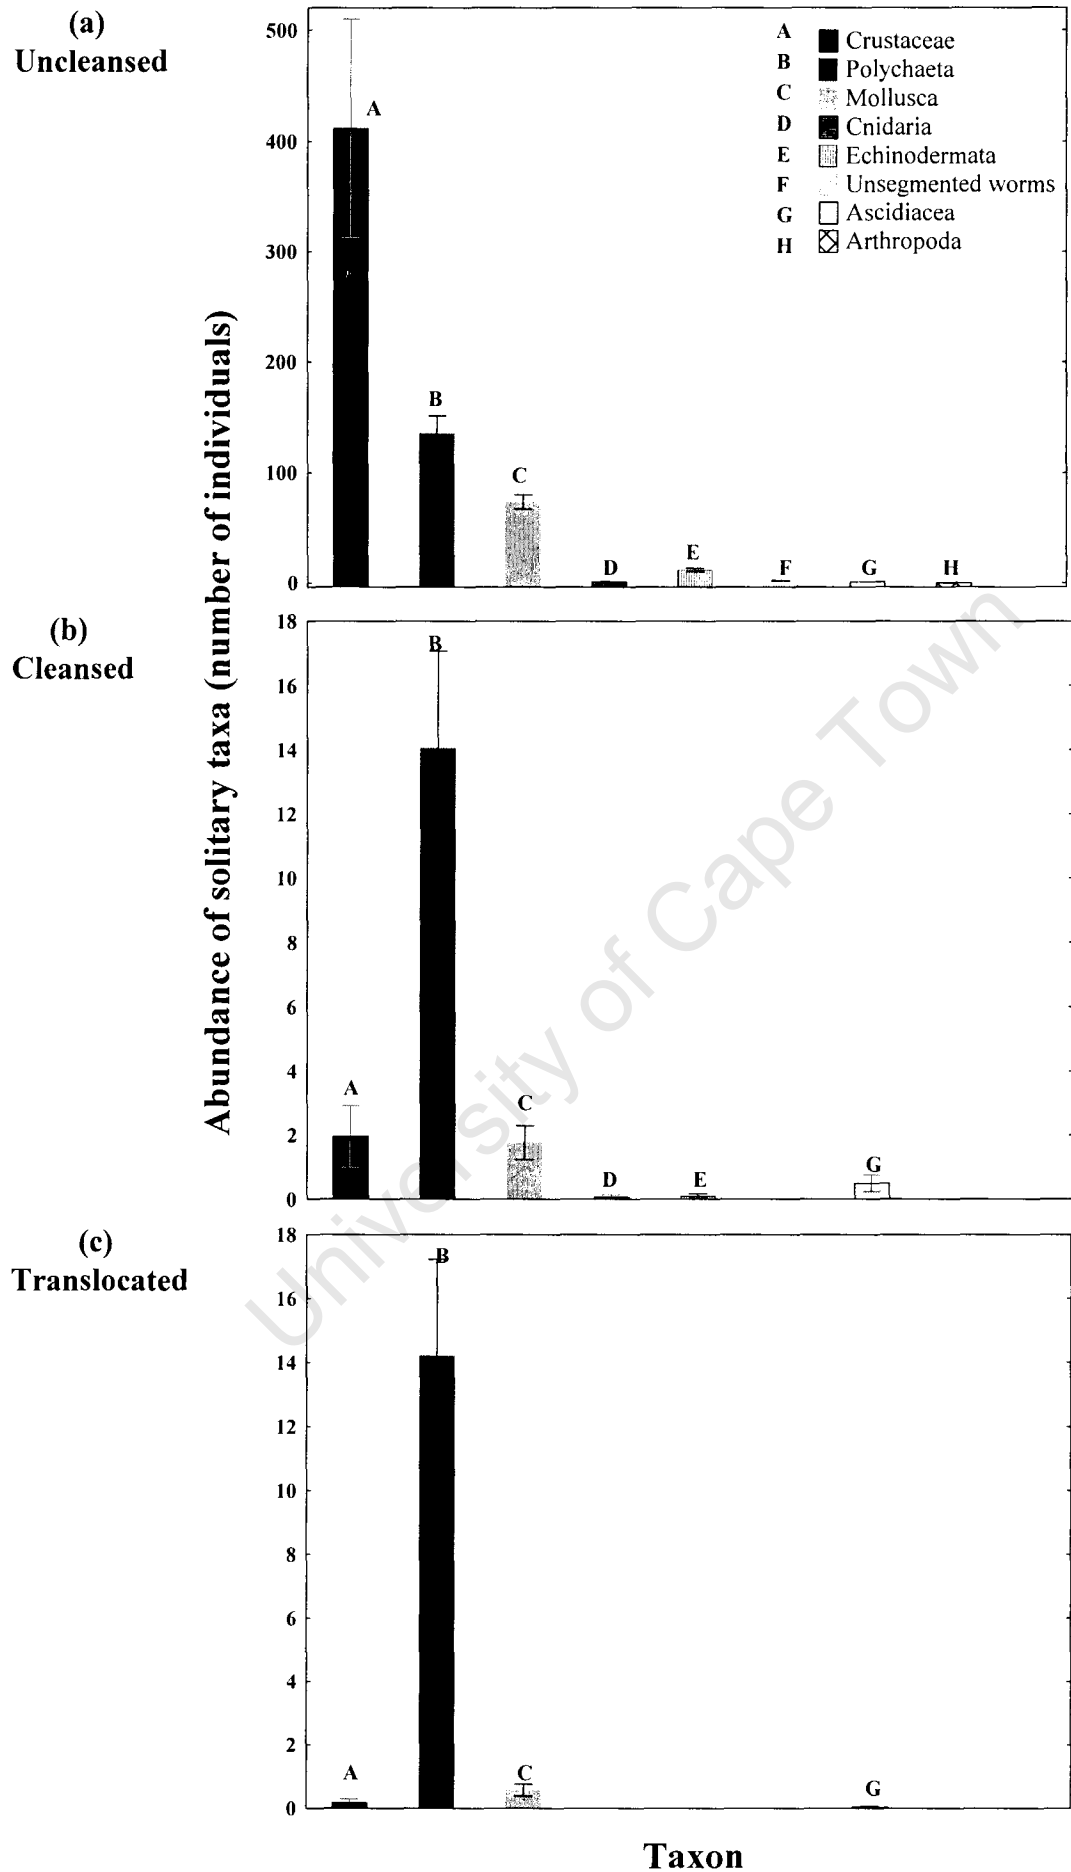 (a)
Uncleansed
Abundance of solitary taxa (number of individuals)
500
400
300
200
100
0
A Crustaceae
B Polychaeta
C Mollusca
D Cnidaria
E Echinodermata
F Unsegmented worms
G Ascidiacea
H Arthropoda
A
B
C
D
E
F
G
H
(b)
Cleansed
18
16
14
12
10
8
6
4
2
0
A
B
C
D
E
G
(c)
Translocated
18
16
14
12
10
8
6
4
2
0
A
B
C
G
Taxon
University of Cape Town